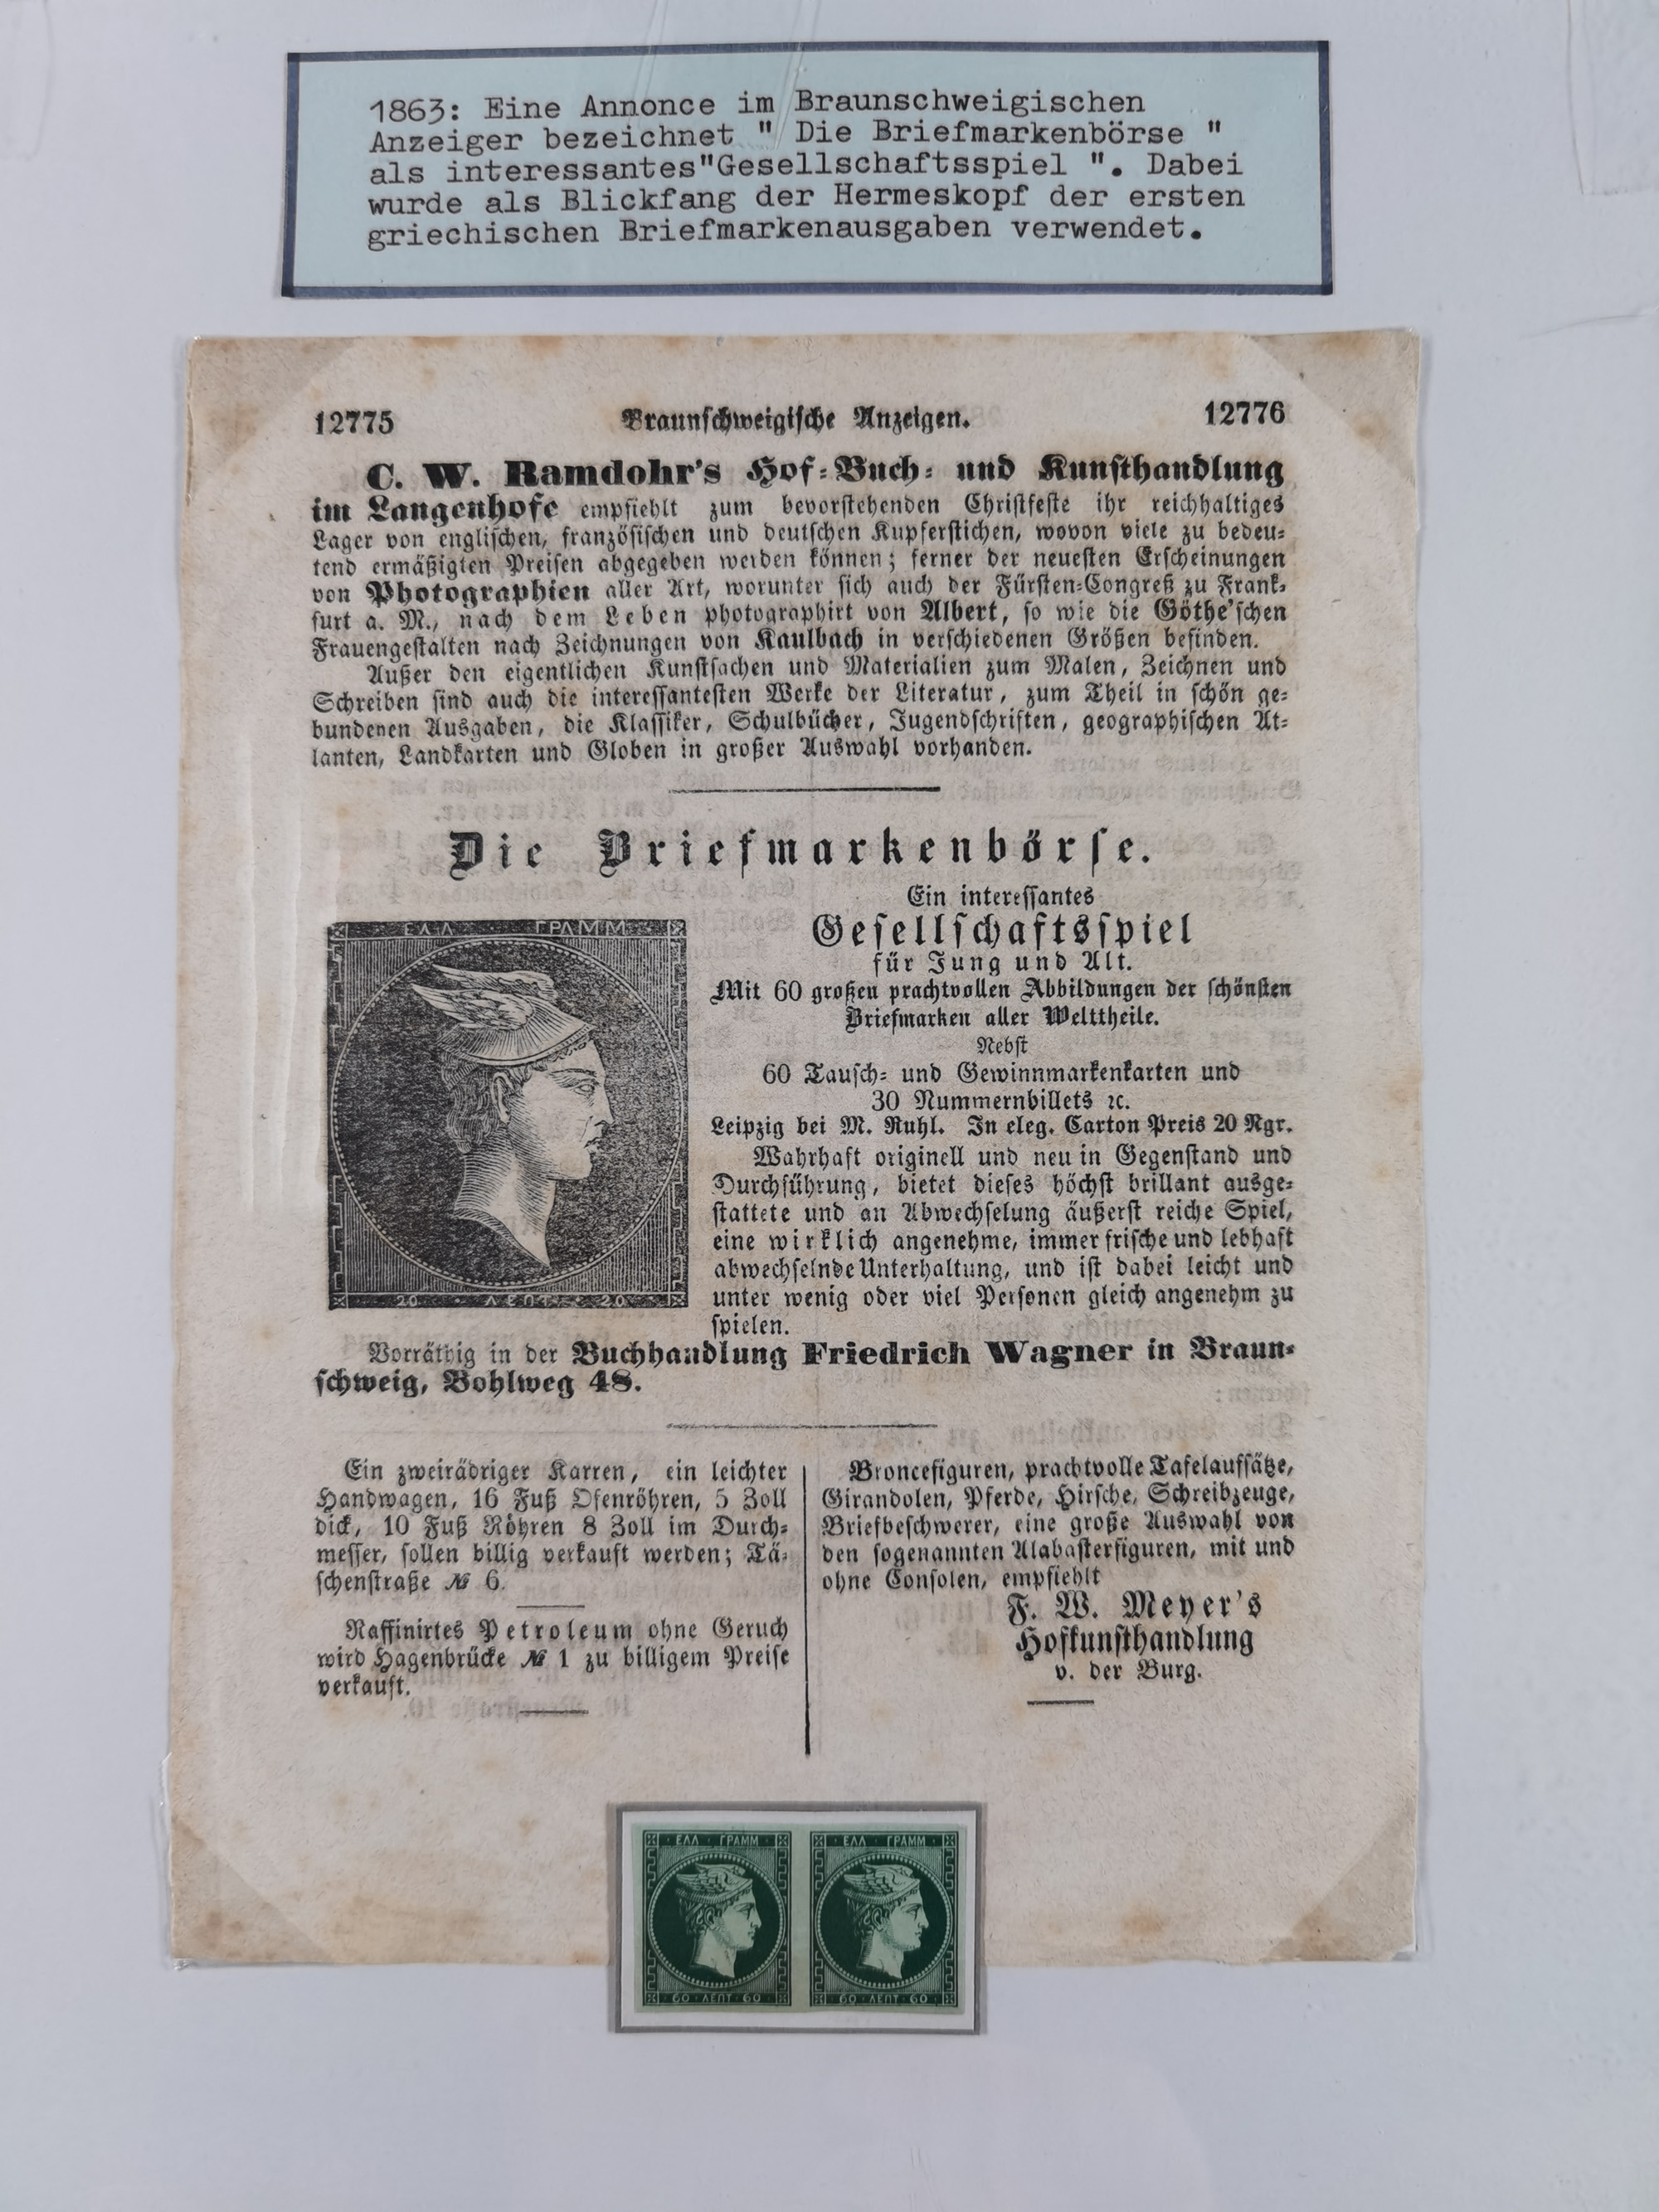 1863: Eine Annonce im Braunschweigischen
Anzeiger bezeichnet " Die Briefmarkenbörse "
als interessantes"Gesellschaftsspiel ". Dabei
wurde als Blickfang der Hermeskopf der ersten
griechischen Briefmarkenausgaben verwendet.
12775 Braunſchweigiſche Anzeigen. 12776
C. W. Ramdohr's Hof-Buch- und Kunſthandlung
im Langenhofe empfiehlt zum bevorſtehenden Chriſtfeſte ihr reichhaltiges
Lager von engliſchen, franzöſiſchen und deutſchen Kupferſtichen, wovon viele zu bedeu-
tend ermäßigten Preiſen abgegeben werden können; ferner der neueſten Erſcheinungen
von Photographien aller Art, worunter ſich auch der Fürſten-Congreß zu Frank-
furt a. M., nach dem Leben photographirt von Albert, ſo wie die Göthe'ſchen
Frauengeſtalten nach Zeichnungen von Kaulbach in verſchiedenen Größen befinden.
Außer den eigentlichen Kunſtſachen und Materialien zum Malen, Zeichnen und
Schreiben ſind auch die intereſſanteſten Werke der Literatur, zum Theil in ſchön ge-
bundenen Ausgaben, die Klaſſiker, Schulbücher, Jugendſchriften, geographiſchen At-
lanten, Landkarten und Globen in großer Auswahl vorhanden.
Die Briefmarkenbörſe.
Ein intereſſantes
Geſellſchaftsſpiel
für Jung und Alt.
Mit 60 großen prachtvollen Abbildungen der ſchönſten
Briefmarken aller Welttheile.
Nebſt
60 Tauſch- und Gewinnmarkenkarten und
30 Nummernbillets ꝛc.
Leipzig bei M. Ruhl. In eleg. Carton Preis 20 Ngr.
Wahrhaft originell und neu in Gegenſtand und
Durchführung, bietet dieſes höchſt brillant ausge-
ſtattete und an Abwechſelung äußerſt reiche Spiel,
eine wirklich angenehme, immer friſche und lebhaft
abwechſelnde Unterhaltung, und iſt dabei leicht und
unter wenig oder viel Perſonen gleich angenehm zu
ſpielen.
ΕΛΛ ΓΡΑΜΜ
20 ΛΕΠΤ 20
Vorräthig in der Buchhandlung Friedrich Wagner in Braun-
ſchweig, Bohlweg 48.
Ein zweirädriger Karren, ein leichter
Handwagen, 16 Fuß Ofenröhren, 5 Zoll
dick, 10 Fuß Röhren 8 Zoll im Durch-
meſſer, ſollen billig verkauft werden; Tä-
ſchenſtraße № 6.
Raffinirtes Petroleum ohne Geruch
wird Hagenbrücke № 1 zu billigem Preiſe
verkauft.
Broncefiguren, prachtvolle Tafelaufſätze,
Girandolen, Pferde, Hirſche, Schreibzeuge,
Briefbeſchwerer, eine große Auswahl von
den ſogenannten Alabaſterfiguren, mit und
ohne Conſolen, empfiehlt
F. W. Meyer's
Hofkunſthandlung
v. der Burg.
ΕΛΛ · ΓΡΑΜΜ
60 · ΛΕΠΤ · 60
ΕΛΛ · ΓΡΑΜΜ
60 · ΛΕΠΤ · 60